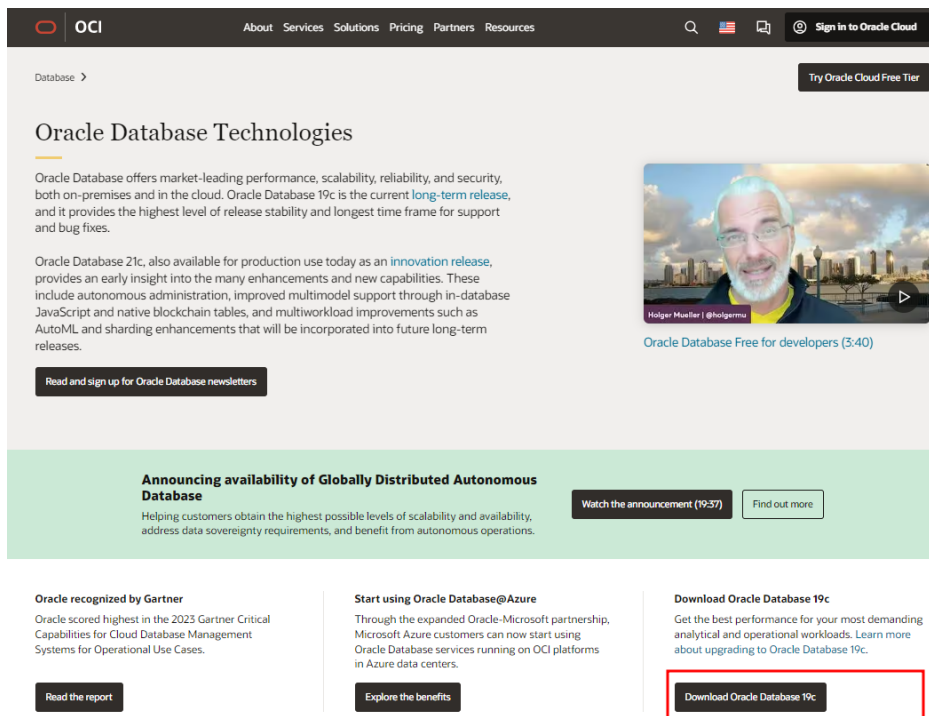 OCI
About Services Solutions Pricing Partners Resources
Sign in to Oracle Cloud
Database >
Try Oracle Cloud Free Tier
Oracle Database Technologies
Oracle Database offers market-leading performance, scalability, reliability, and security,
both on-premises and in the cloud. Oracle Database 19c is the current long-term release,
and it provides the highest level of release stability and longest time frame for support
and bug fixes.
Oracle Database 21c, also available for production use today as an innovation release,
provides an early insight into the many enhancements and new capabilities. These
include autonomous administration, improved multimodel support through in-database
JavaScript and native blockchain tables, and multiworkload improvements such as
AutoML and sharding enhancements that will be incorporated into future long-term
releases.
Read and sign up for Oracle Database newsletters
Holger Mueller | @holgermu
Oracle Database Free for developers (3:40)
Announcing availability of Globally Distributed Autonomous
Database
Helping customers obtain the highest possible levels of scalability and availability,
address data sovereignty requirements, and benefit from autonomous operations.
Watch the announcement (19:37)
Find out more
Oracle recognized by Gartner
Oracle scored highest in the 2023 Gartner Critical
Capabilities for Cloud Database Management
Systems for Operational Use Cases.
Read the report
Start using Oracle Database@Azure
Through the expanded Oracle-Microsoft partnership,
Microsoft Azure customers can now start using
Oracle Database services running on OCI platforms
in Azure data centers.
Explore the benefits
Download Oracle Database 19c
Get the best performance for your most demanding
analytical and operational workloads. Learn more
about upgrading to Oracle Database 19c.
Download Oracle Database 19c